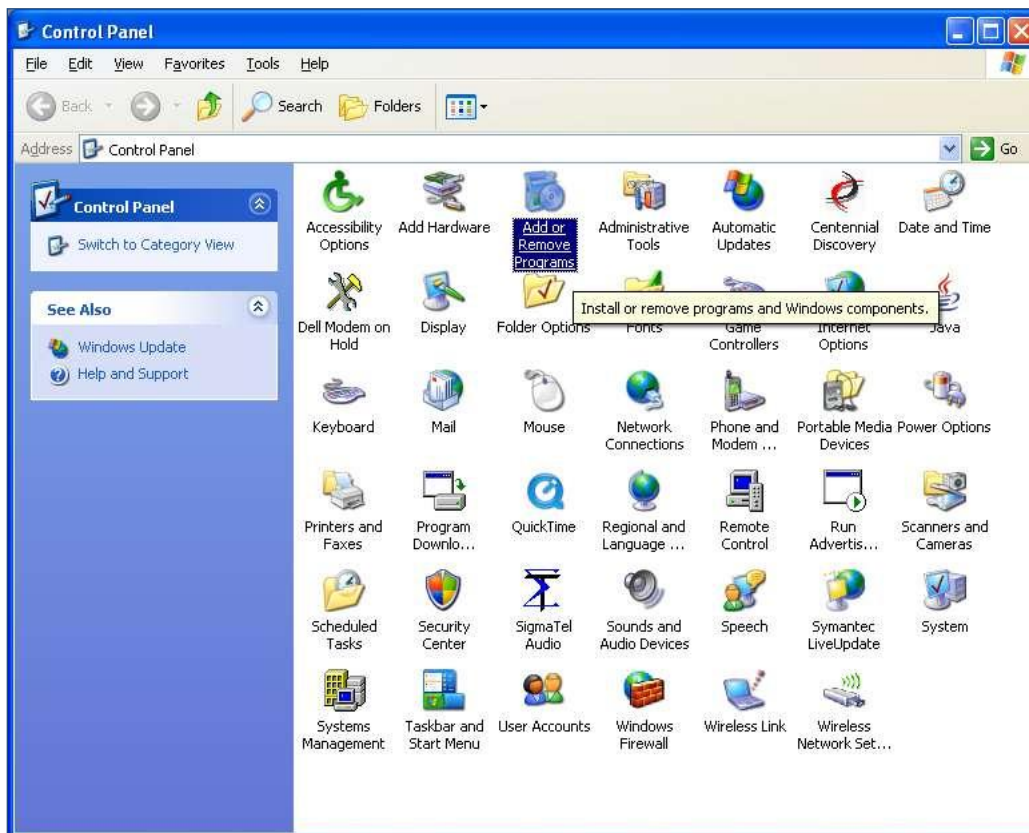 Control Panel
File Edit View Favorites Tools Help
Back Search Folders
Address Control Panel Go
Control Panel
Switch to Category View
See Also
Windows Update
Help and Support
Accessibility Options
Add Hardware
Add or Remove Programs
Administrative Tools
Automatic Updates
Centennial Discovery
Date and Time
Install or remove programs and Windows components.
Dell Modem on Hold
Display
Folder Options
Fonts
Game Controllers
Internet Options
Java
Keyboard
Mail
Mouse
Network Connections
Phone and Modem ...
Portable Media Devices
Power Options
Printers and Faxes
Program Downlo...
QuickTime
Regional and Language ...
Remote Control
Run Advertis...
Scanners and Cameras
Scheduled Tasks
Security Center
SigmaTel Audio
Sounds and Audio Devices
Speech
Symantec LiveUpdate
System
Systems Management
Taskbar and Start Menu
User Accounts
Windows Firewall
Wireless Link
Wireless Network Set...